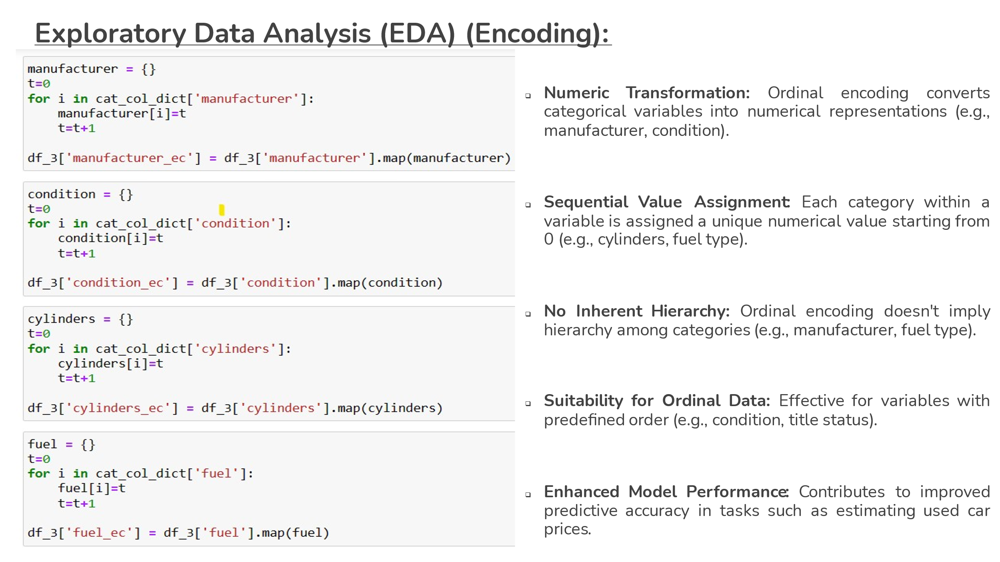 Exploratory Data Analysis (EDA) (Encoding):
manufacturer = {}
t=0
for i in cat_col_dict['manufacturer']:
    manufacturer[i]=t
    t=t+1
df_3['manufacturer_ec'] = df_3['manufacturer'].map(manufacturer)
condition = {}
t=0
for i in cat_col_dict['condition']:
    condition[i]=t
    t=t+1
df_3['condition_ec'] = df_3['condition'].map(condition)
cylinders = {}
t=0
for i in cat_col_dict['cylinders']:
    cylinders[i]=t
    t=t+1
df_3['cylinders_ec'] = df_3['cylinders'].map(cylinders)
fuel = {}
t=0
for i in cat_col_dict['fuel']:
    fuel[i]=t
    t=t+1
df_3['fuel_ec'] = df_3['fuel'].map(fuel)
❑ Numeric Transformation: Ordinal encoding converts
categorical variables into numerical representations (e.g.,
manufacturer, condition).
❑ Sequential Value Assignment: Each category within a
variable is assigned a unique numerical value starting from
0 (e.g., cylinders, fuel type).
❑ No Inherent Hierarchy: Ordinal encoding doesn't imply
hierarchy among categories (e.g., manufacturer, fuel type).
❑ Suitability for Ordinal Data: Effective for variables with
predefined order (e.g., condition, title status).
❑ Enhanced Model Performance: Contributes to improved
predictive accuracy in tasks such as estimating used car
prices.